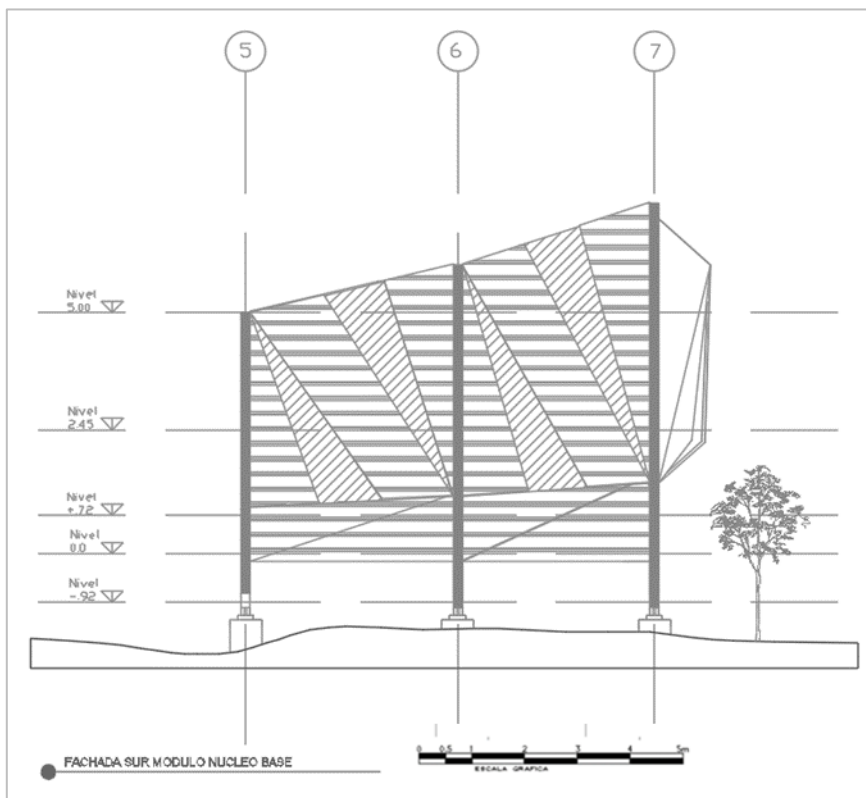 5 6 7
Nivel
5.00
Nivel
2.45
Nivel
+.72
Nivel
0.0
Nivel
-.92
FACHADA SUR MODULO NUCLEO BASE
0 0.5 1 2 3 4 5m
ESCALA GRAFICA